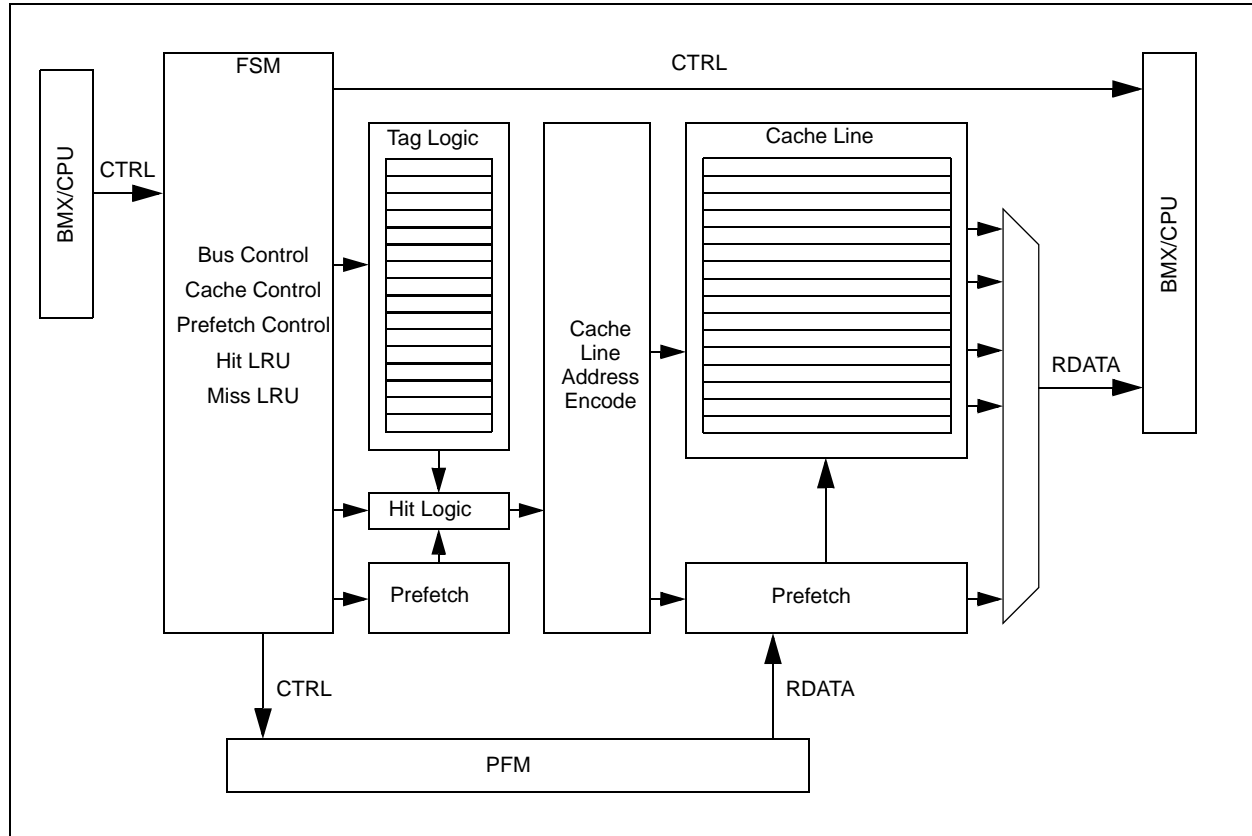 FSM
CTRL
BMX/CPU
CTRL
Tag Logic
Cache Line
BMX/CPU
Bus Control
Cache Control
Prefetch Control
Hit LRU
Miss LRU
Cache
Line
Address
Encode
RDATA
Hit Logic
Prefetch
Prefetch
CTRL
RDATA
PFM